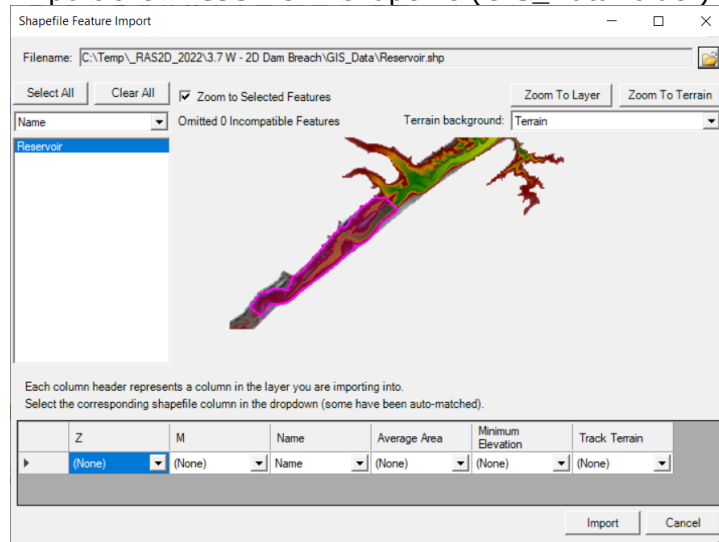 Shapefile Feature Import
Filename: C:\Temp\_RAS2D_2022\3.7 W - 2D Dam Breach\GIS_Data\Reservoir.shp
Select All Clear All Zoom to Selected Features Zoom To Layer Zoom To Terrain
Name Omitted 0 Incompatible Features Terrain background: Terrain
Reservoir
Each column header represents a column in the layer you are importing into.
Select the corresponding shapefile column in the dropdown (some have been auto-matched).
Z M Name Average Area Minimum Elevation Track Terrain
(None) (None) Name (None) (None) (None)
Import Cancel